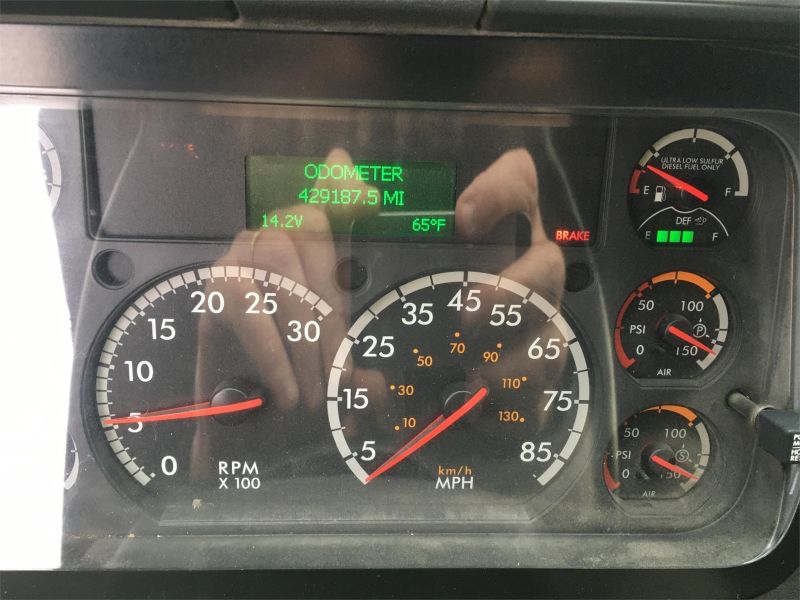 ODOMETER
429187.5 MI
14.2V 65°F
BRAKE
ULTRA LOW SULFUR
DIESEL FUEL ONLY
E F
DEF
E F
0 5 10 15 20 25 30
RPM
X 100
5 15 25 35 45 55 65 75 85
10 30 50 70 90 110 130
km/h
MPH
50 100
PSI P
0 150
AIR
50 100
PSI S
0 150
AIR